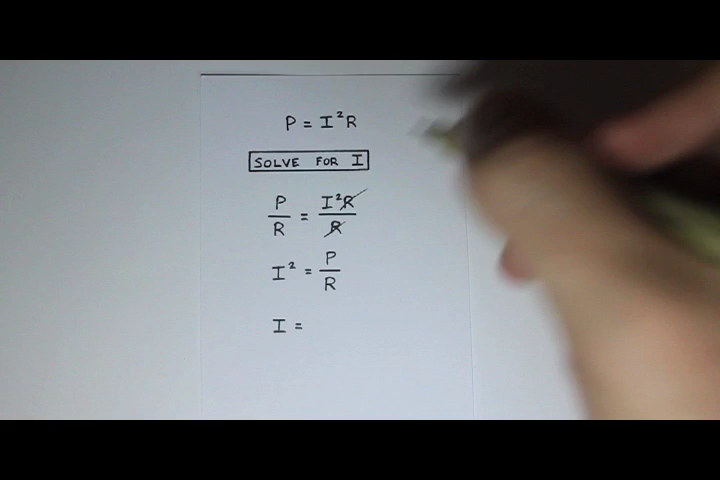 P = I²R
SOLVE FOR I
P/R = I²R/R
I² = P/R
I =